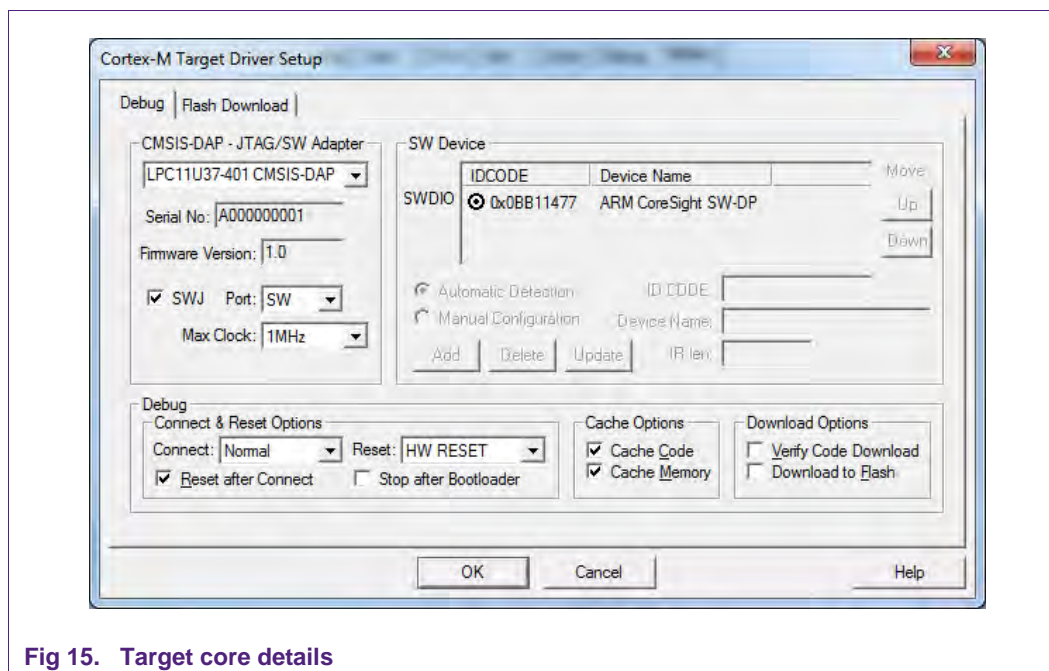 Cortex-M Target Driver Setup
Debug
Flash Download
CMSIS-DAP - JTAG/SW Adapter
LPC11U37-401 CMSIS-DAP
Serial No: A000000001
Firmware Version: 1.0
SWJ Port: SW
Max Clock: 1MHz
SW Device
IDCODE Device Name
SWDIO 0x0BB11477 ARM CoreSight SW-DP
Move
Up
Down
Automatic Detection ID CODE:
Manual Configuration Device Name:
Add Delete Update IR len:
Debug
Connect & Reset Options
Connect: Normal Reset: HW RESET
Reset after Connect Stop after Bootloader
Cache Options
Cache Code
Cache Memory
Download Options
Verify Code Download
Download to Flash
OK Cancel Help
Fig 15. Target core details